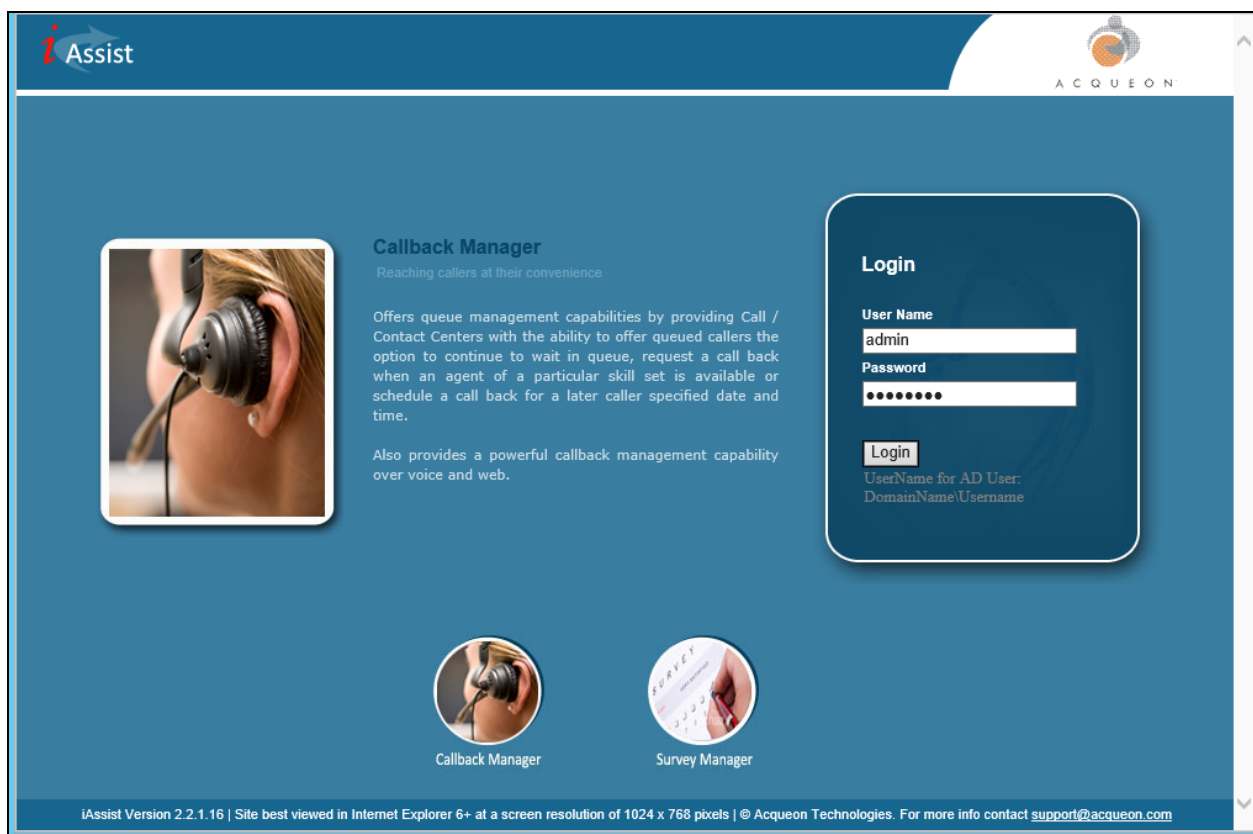 i Assist
ACQUEON
Callback Manager
Reaching callers at their convenience
Offers queue management capabilities by providing Call /
Contact Centers with the ability to offer queued callers the
option to continue to wait in queue, request a call back
when an agent of a particular skill set is available or
schedule a call back for a later caller specified date and
time.
Also provides a powerful callback management capability
over voice and web.
Login
User Name
admin
Password
●●●●●●●●
Login
UserName for AD User:
DomainName\Username
SURVEY
Callback Manager
Survey Manager
iAssist Version 2.2.1.16 | Site best viewed in Internet Explorer 6+ at a screen resolution of 1024 x 768 pixels | © Acqueon Technologies. For more info contact support@acqueon.com